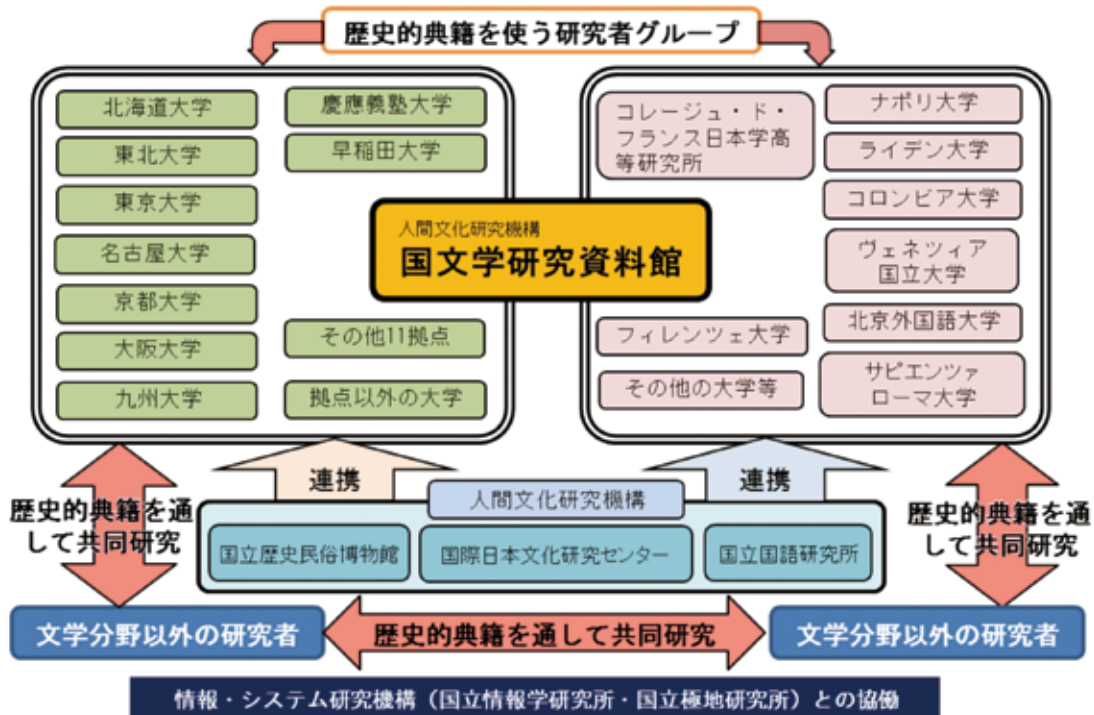 歴史的典籍を使う研究者グループ
北海道大学
東北大学
東京大学
名古屋大学
京都大学
大阪大学
九州大学
慶應義塾大学
早稲田大学
その他11拠点
拠点以外の大学
人間文化研究機構
国文学研究資料館
コレージュ・ド・
フランス日本学高
等研究所
フィレンツェ大学
その他の大学等
ナポリ大学
ライデン大学
コロンビア大学
ヴェネツィア
国立大学
北京外国語大学
サピエンツァ
ローマ大学
連携
連携
人間文化研究機構
国立歴史民俗博物館
国際日本文化研究センター
国立国語研究所
歴史的典籍を通
して共同研究
歴史的典籍を通
して共同研究
文学分野以外の研究者
歴史的典籍を通して共同研究
文学分野以外の研究者
情報・システム研究機構（国立情報学研究所・国立極地研究所）との協働